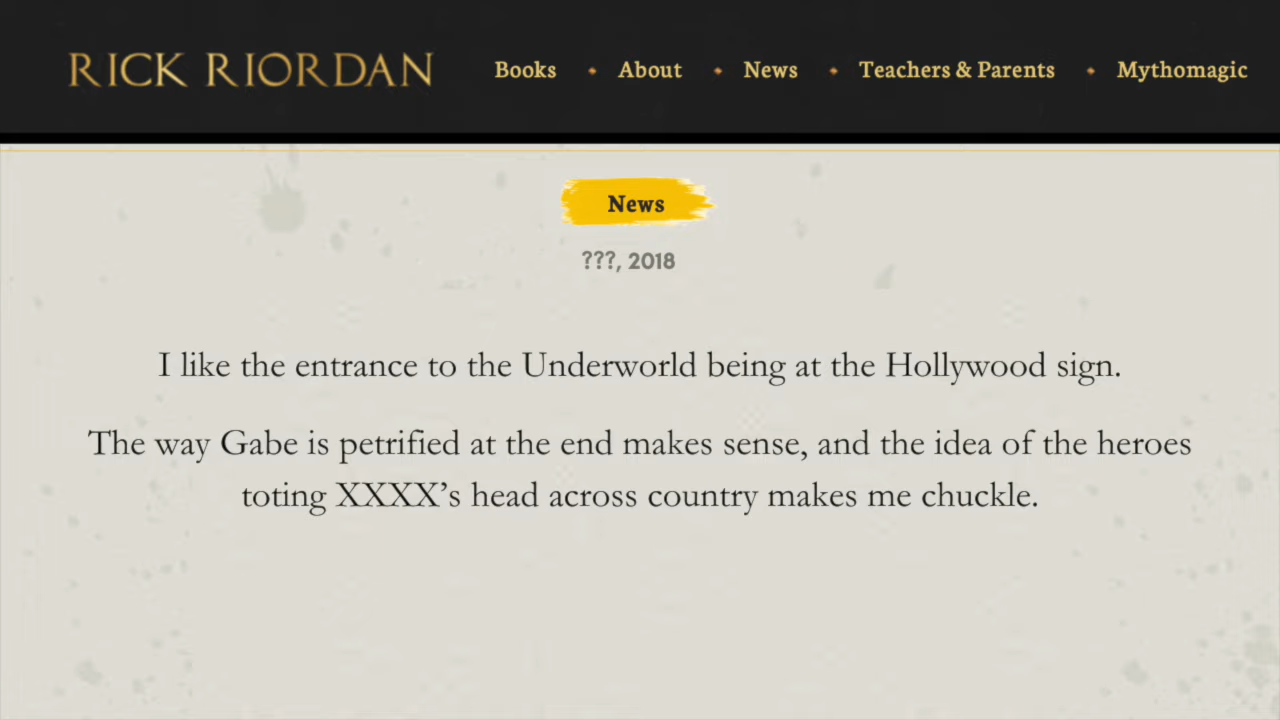 RICK RIORDAN
Books
About
News
Teachers & Parents
Mythomagic
News
???, 2018
I like the entrance to the Underworld being at the Hollywood sign.
The way Gabe is petrified at the end makes sense, and the idea of the heroes
toting XXXX’s head across country makes me chuckle.